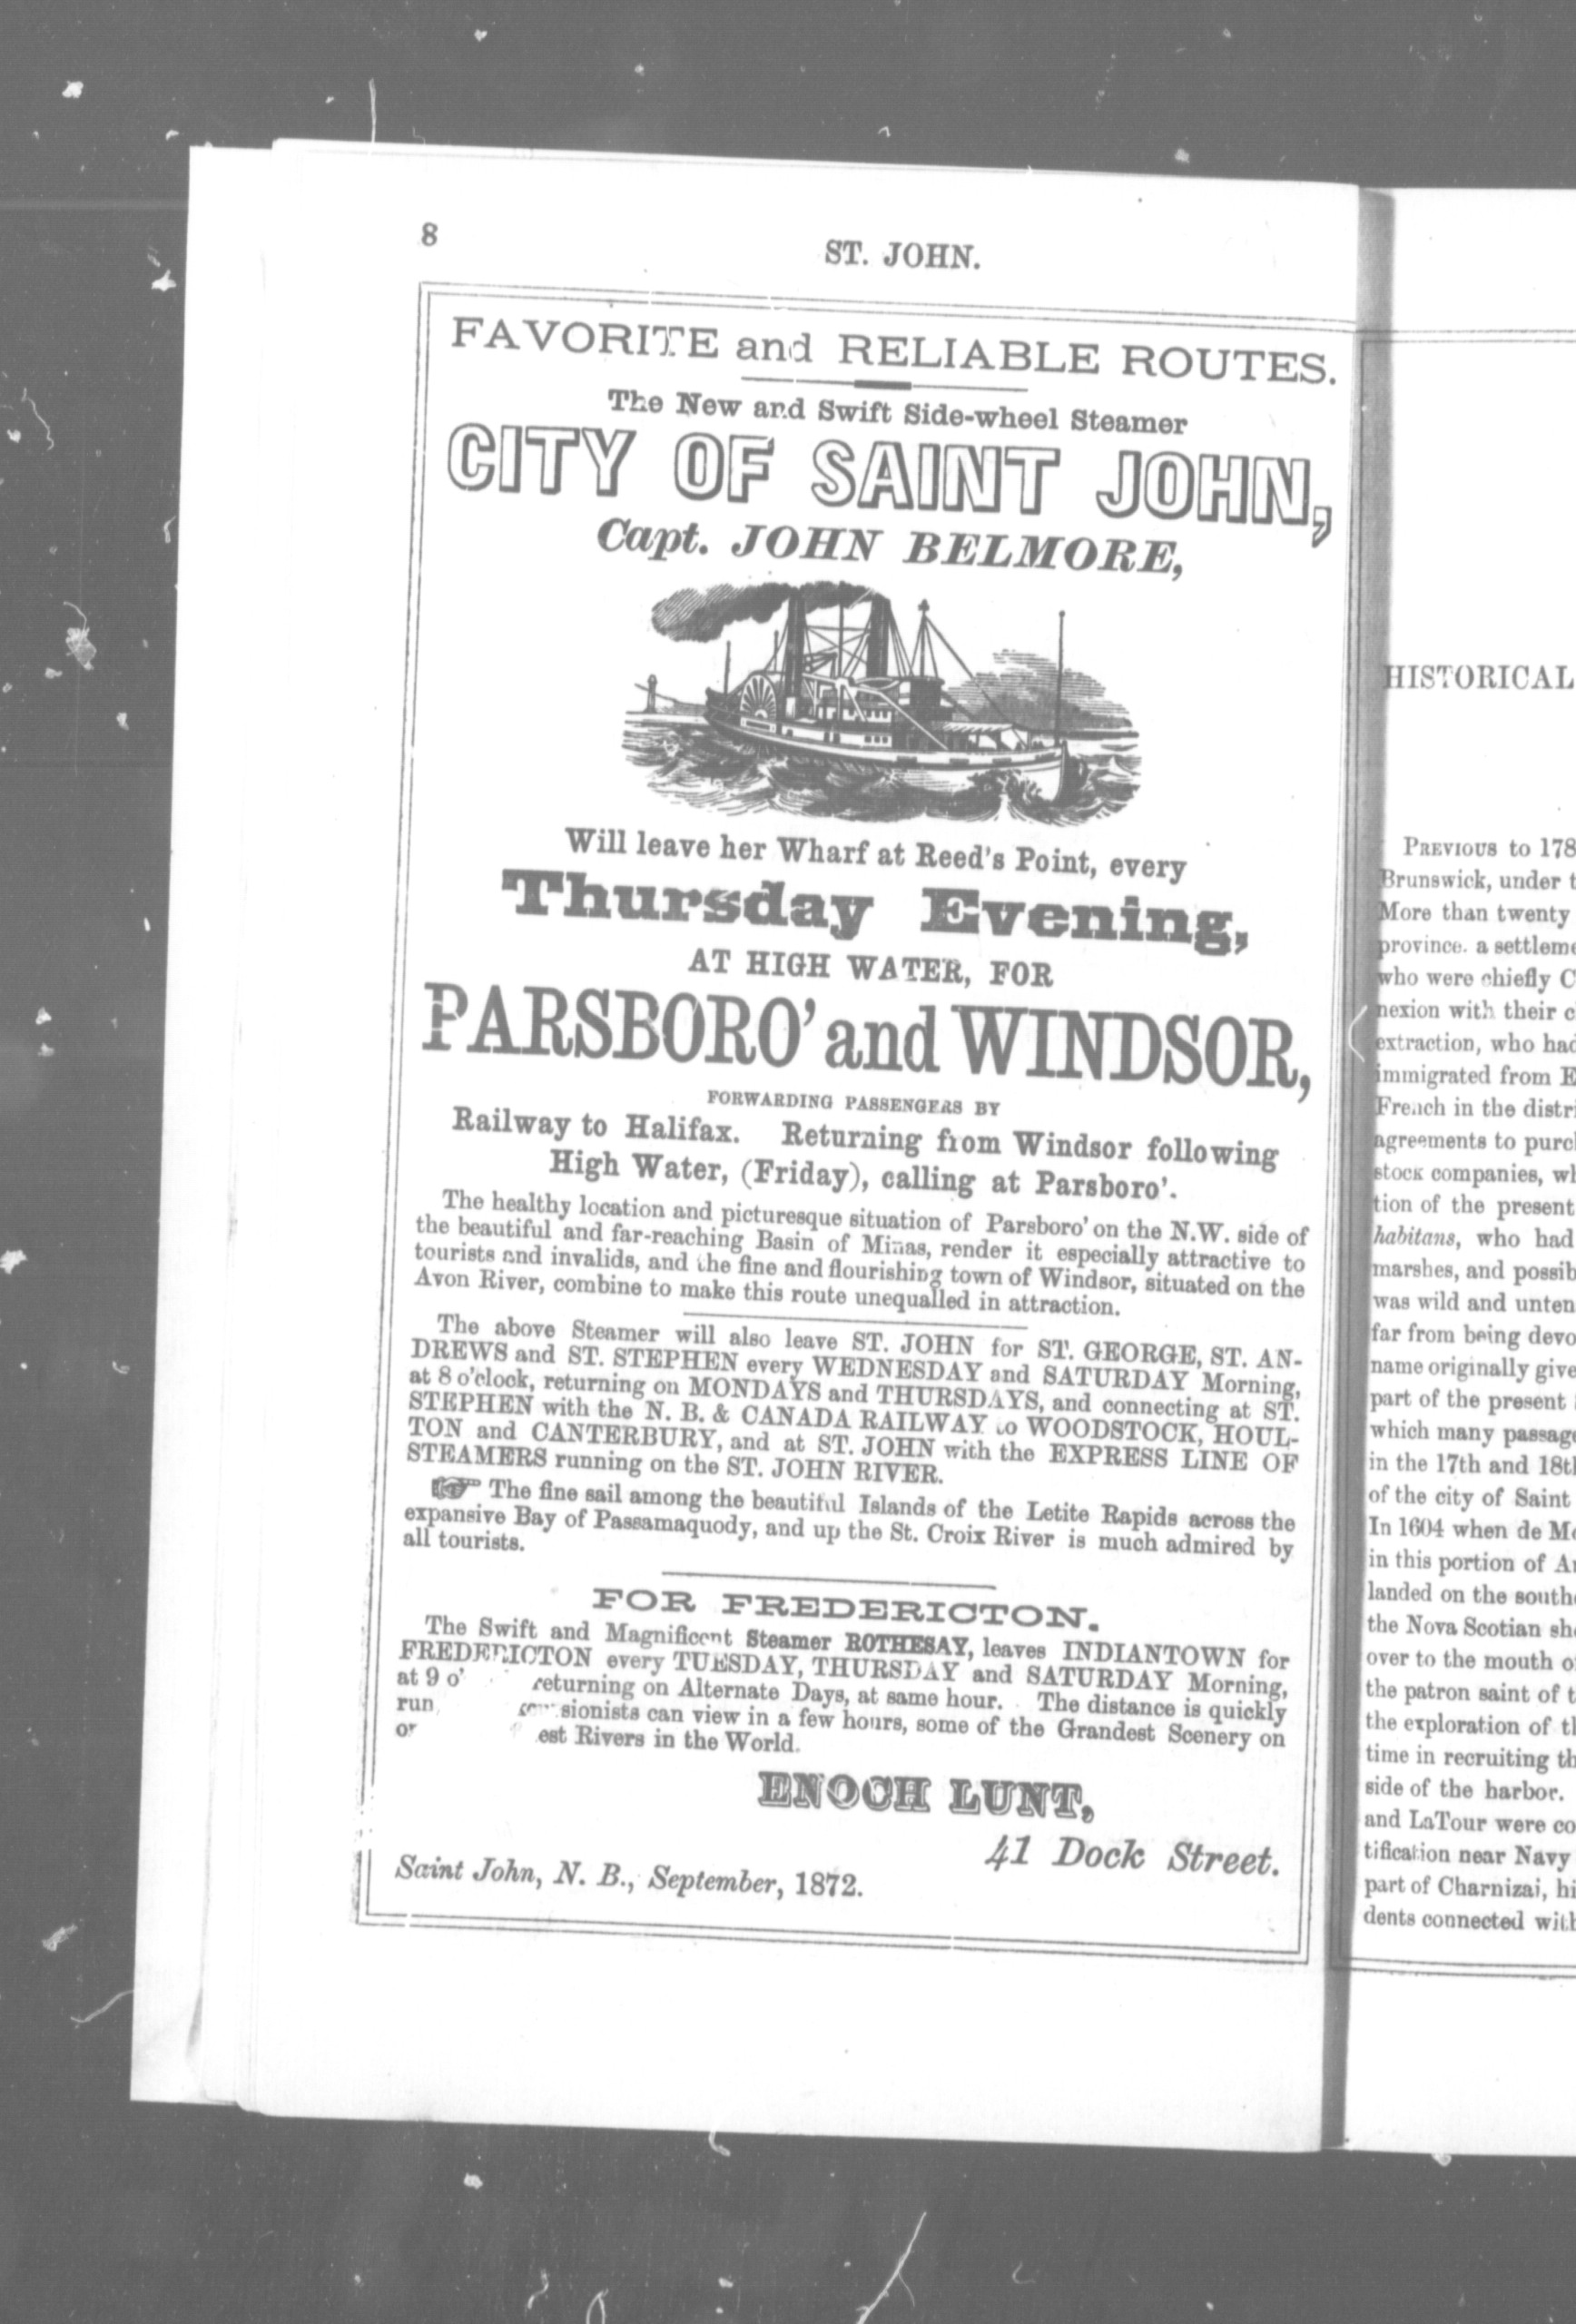 8
ST. JOHN.
FAVORITE and RELIABLE ROUTES.
The New and Swift Side-wheel Steamer
CITY OF SAINT JOHN,
Capt. JOHN BELMORE,
Will leave her Wharf at Reed's Point, every
Thursday Evening,
AT HIGH WATER, FOR
PARSBORO' and WINDSOR,
FORWARDING PASSENGERS BY
Railway to Halifax. Returning from Windsor following
High Water, (Friday), calling at Parsboro'.
The healthy location and picturesque situation of Parsboro' on the N.W. side of
the beautiful and far-reaching Basin of Minas, render it especially attractive to
tourists and invalids, and the fine and flourishing town of Windsor, situated on the
Avon River, combine to make this route unequalled in attraction.
The above Steamer will also leave ST. JOHN for ST. GEORGE, ST. AN-
DREWS and ST. STEPHEN every WEDNESDAY and SATURDAY Morning,
at 8 o'clock, returning on MONDAYS and THURSDAYS, and connecting at ST.
STEPHEN with the N. B. & CANADA RAILWAY to WOODSTOCK, HOUL-
TON and CANTERBURY, and at ST. JOHN with the EXPRESS LINE OF
STEAMERS running on the ST. JOHN RIVER.
☞ The fine sail among the beautiful Islands of the Letite Rapids across the
expansive Bay of Passamaquody, and up the St. Croix River is much admired by
all tourists.
FOR FREDERICTON.
The Swift and Magnificent Steamer ROTHESAY, leaves INDIANTOWN for
FREDERICTON every TUESDAY, THURSDAY and SATURDAY Morning,
at 9 o' returning on Alternate Days, at same hour. The distance is quickly
run sionists can view in a few hours, some of the Grandest Scenery on
est Rivers in the World.
ENOCH LUNT,
41 Dock Street.
Saint John, N. B., September, 1872.
HISTORICAL
PREVIOUS to 178
Brunswick, under t
More than twenty
province. a settleme
who were chiefly C
nexion with their c
extraction, who had
immigrated from E
French in the distri
agreements to purcl
stock companies, wh
tion of the present
habitans, who had
marshes, and possib
was wild and unten
far from being devo
name originally give
part of the present
which many passage
in the 17th and 18th
of the city of Saint
In 1604 when de Mo
in this portion of A
landed on the southe
the Nova Scotian sho
over to the mouth o
the patron saint of t
the exploration of th
time in recruiting th
side of the harbor.
and LaTour were co
tification near Navy
part of Charnizai, hi
dents connected with